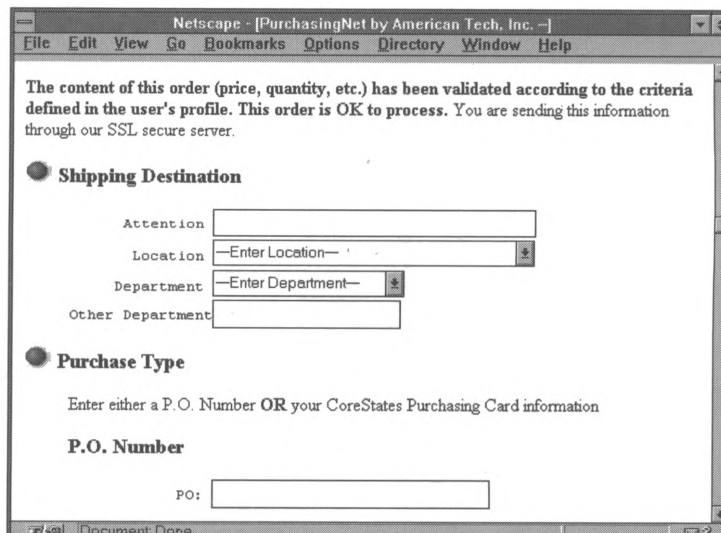 Netscape - [PurchasingNet by American Tech, Inc. --]
File Edit View Go Bookmarks Options Directory Window Help
The content of this order (price, quantity, etc.) has been validated according to the criteria
defined in the user's profile. This order is OK to process. You are sending this information
through our SSL secure server.
Shipping Destination
Attention
Location —Enter Location—
Department —Enter Department—
Other Department
Purchase Type
Enter either a P.O. Number OR your CoreStates Purchasing Card information
P.O. Number
PO:
Document: Done